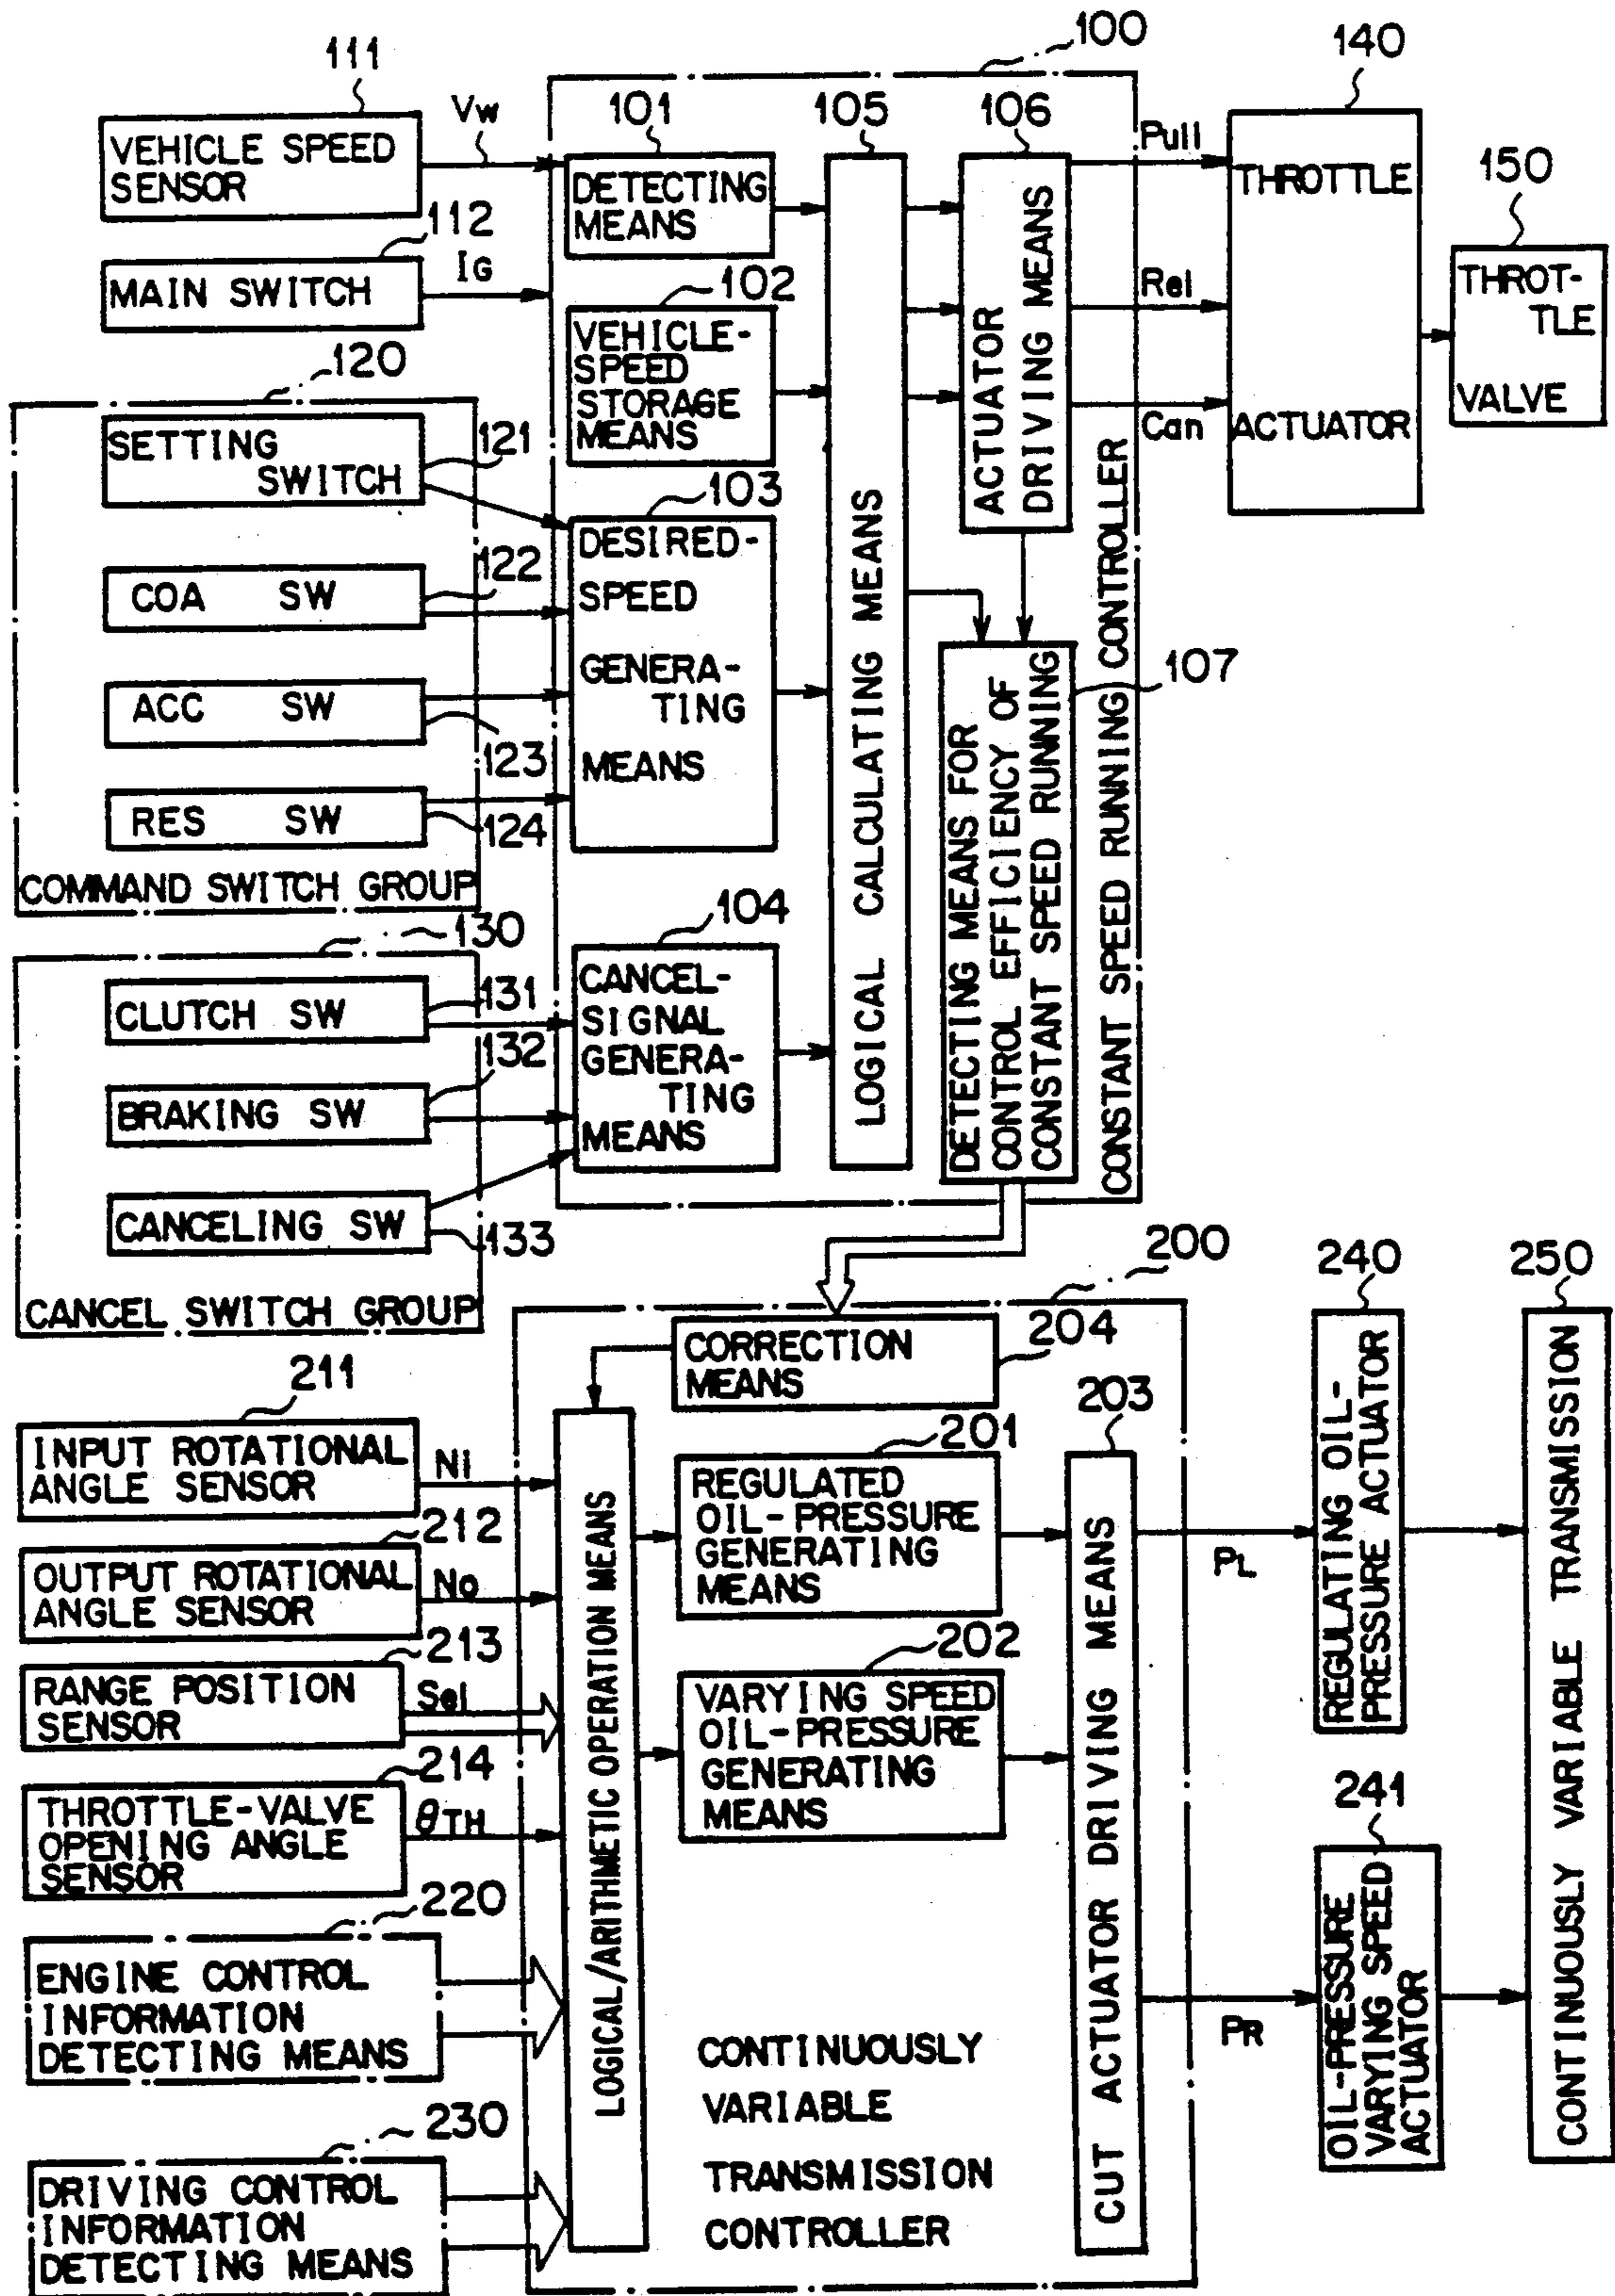 100
111
VEHICLE SPEED
SENSOR
Vw
112
MAIN SWITCH
IG
101
DETECTING
MEANS
102
VEHICLE-
SPEED
STORAGE
MEANS
105
LOGICAL CALCULATING MEANS
106
ACTUATOR
DRIVING MEANS
Pull
Rel
Can
140
THROTTLE
ACTUATOR
150
THROT-
TLE
VALVE
120
SETTING
SWITCH
121
COA SW
122
ACC SW
123
RES SW
124
COMMAND SWITCH GROUP
103
DESIRED-
SPEED
GENERA-
TING
MEANS
107
DETECTING MEANS FOR
CONTROL EFFICIENCY OF
CONSTANT SPEED RUNNING
CONSTANT SPEED RUNNING CONTROLLER
130
CLUTCH SW
131
BRAKING SW
132
CANCELING SW
133
CANCEL SWITCH GROUP
104
CANCEL-
SIGNAL
GENERA-
TING
MEANS
200
204
CORRECTION
MEANS
211
INPUT ROTATIONAL
ANGLE SENSOR
Ni
212
OUTPUT ROTATIONAL
ANGLE SENSOR
No
213
RANGE POSITION
SENSOR
Sel
214
THROTTLE-VALVE
OPENING ANGLE
SENSOR
θTH
220
ENGINE CONTROL
INFORMATION
DETECTING MEANS
230
DRIVING CONTROL
INFORMATION
DETECTING MEANS
LOGICAL/ARITHMETIC OPERATION MEANS
201
REGULATED
OIL-PRESSURE
GENERATING
MEANS
202
VARYING SPEED
OIL-PRESSURE
GENERATING
MEANS
203
CUT ACTUATOR DRIVING MEANS
CONTINUOUSLY
VARIABLE
TRANSMISSION
CONTROLLER
PL
PR
240
REGULATING OIL-
PRESSURE ACTUATOR
241
OIL-PRESSURE
VARYING SPEED
ACTUATOR
250
CONTINUOUSLY VARIABLE TRANSMISSION